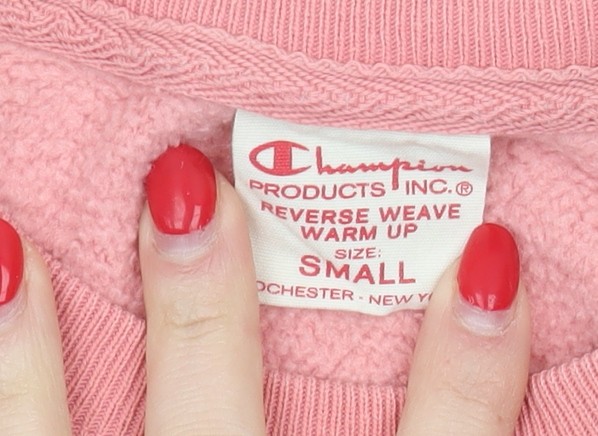 Champion
PRODUCTS INC.®
REVERSE WEAVE
WARM UP
SIZE:
SMALL
OCHESTER - NEW YO